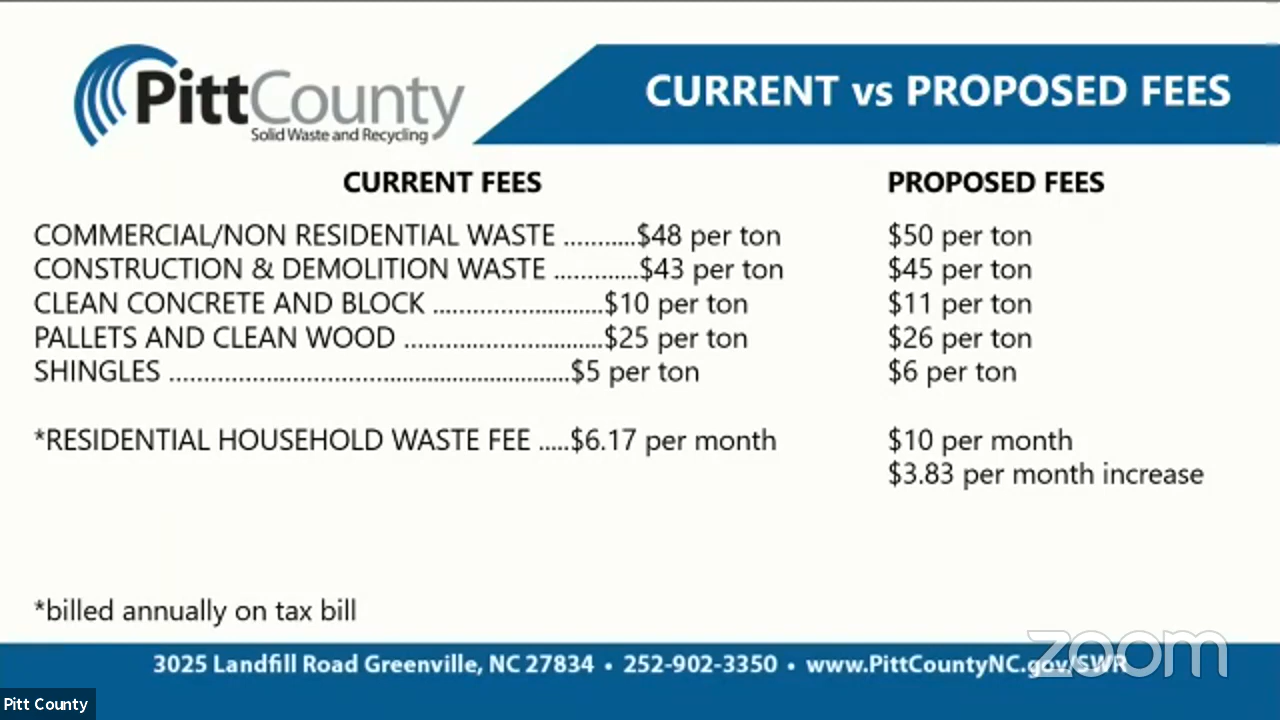 PittCounty
Solid Waste and Recycling
CURRENT vs PROPOSED FEES
CURRENT FEES PROPOSED FEES
COMMERCIAL/NON RESIDENTIAL WASTE ...........$48 per ton $50 per ton
CONSTRUCTION & DEMOLITION WASTE .............$43 per ton $45 per ton
CLEAN CONCRETE AND BLOCK .........................$10 per ton $11 per ton
PALLETS AND CLEAN WOOD .............................$25 per ton $26 per ton
SHINGLES ..........................................................$5 per ton $6 per ton
*RESIDENTIAL HOUSEHOLD WASTE FEE .....$6.17 per month $10 per month
$3.83 per month increase
*billed annually on tax bill
3025 Landfill Road Greenville, NC 27834 • 252-902-3350 • www.PittCountyNC.gov/SWR
zoom
Pitt County